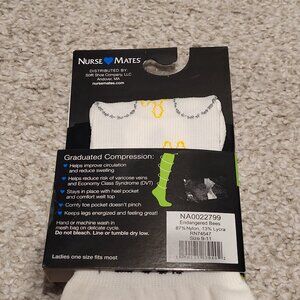 NURSE MATES
DISTRIBUTED BY
Soft Shoe Company, LLC
Andover, MA
nursemates.com
Graduated Compression:
Helps improve circulation
and reduce swelling
Helps reduce risk of varicose veins
and Economy Class Syndrome (DVT)
Stays in place with heel pocket
and comfort welt top
Comfy toe pocket doesn't pinch
Keeps legs energized and feeling great!
Hand or machine wash in
mesh bag on delicate cycle.
Do not bleach. Line or tumble dry low.
Ladies one size fits most
NA0022799
Endangered Bees
87% Nylon, 13% Lycra
RN74547
Size 9-11